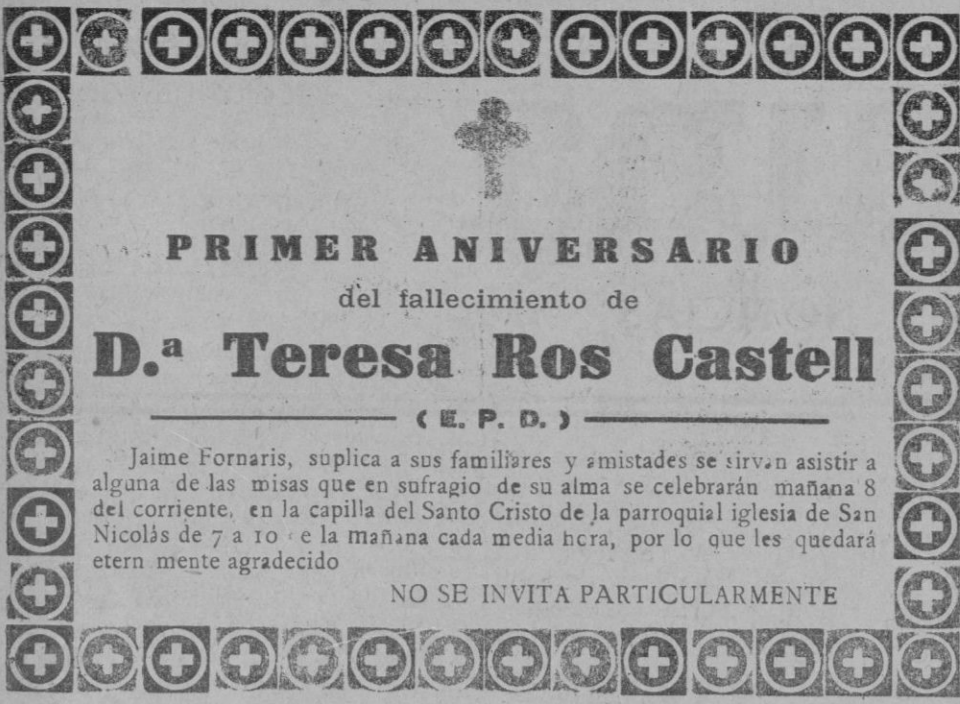 PRIMER ANIVERSARIO
del fallecimiento de
D.ª Teresa Ros Castell
( E. P. D. )
Jaime Fornaris, suplica a sus familiares y amistades se sirvan asistir a
alguna de las misas que en sufragio de su alma se celebrarán mañana 8
del corriente, en la capilla del Santo Cristo de la parroquial iglesia de San
Nicolás de 7 a 10 e la mañana cada media hora, por lo que les quedará
etern mente agradecido
NO SE INVITA PARTICULARMENTE